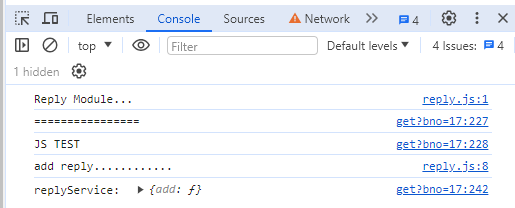 Elements Console Sources Network 4
top Filter Default levels 4 Issues: 4
1 hidden
Reply Module... reply.js:1
================ get?bno=17:227
JS TEST get?bno=17:228
add reply............ reply.js:8
replyService: {add: ƒ} get?bno=17:242